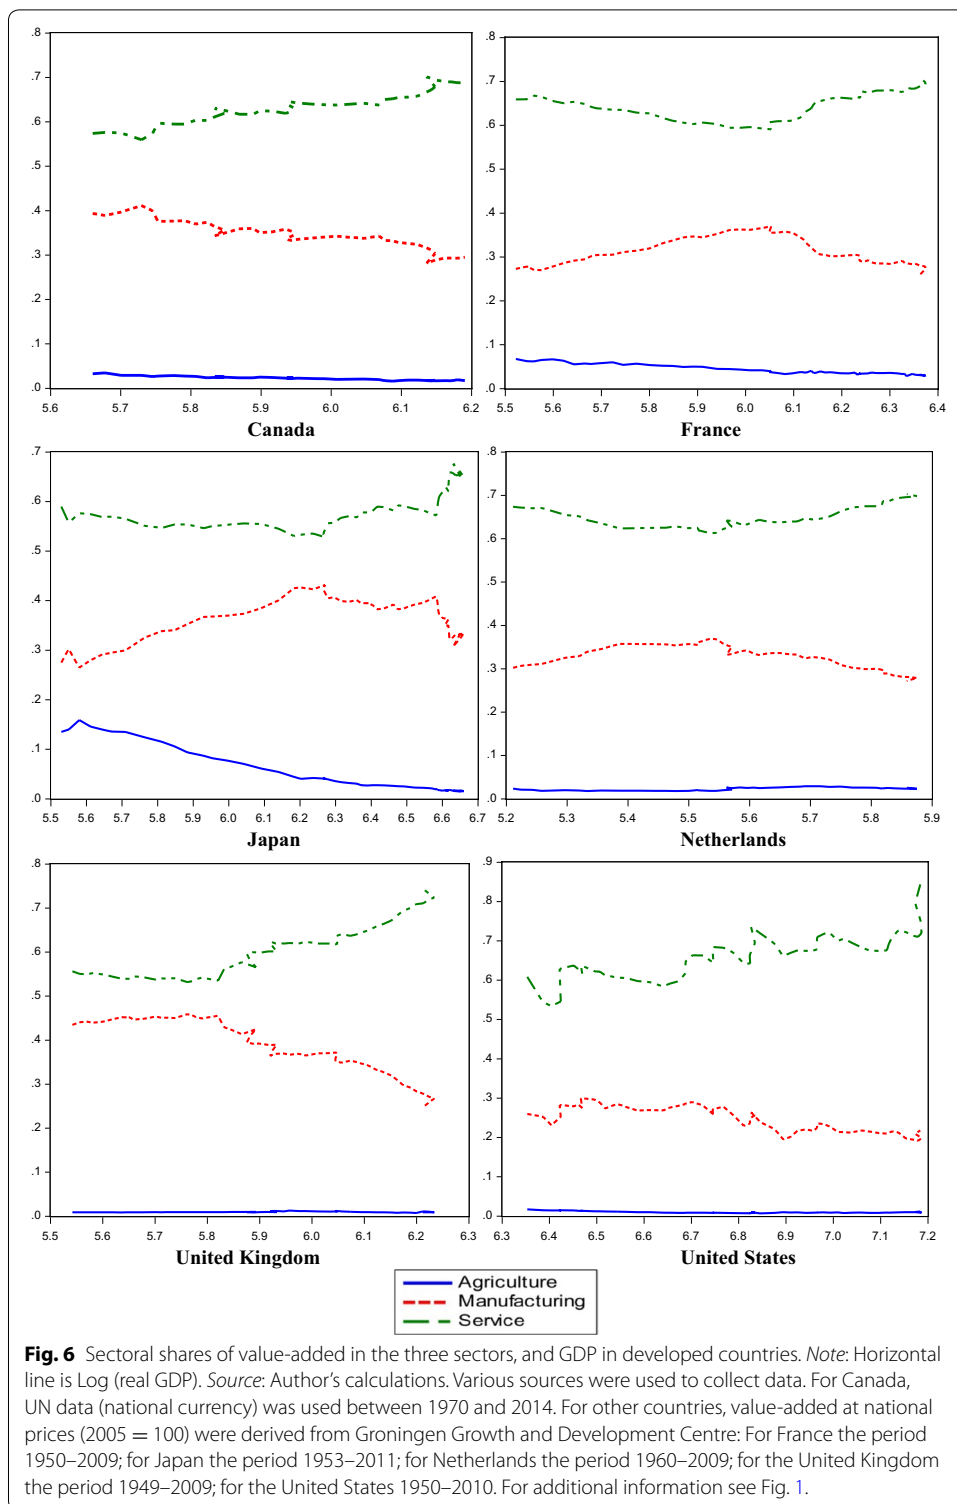 .8
.7
.6
.5
.4
.3
.2
.1
.0
5.6 5.7 5.8 5.9 6.0 6.1 6.2
Canada
.8
.7
.6
.5
.4
.3
.2
.1
.0
5.5 5.6 5.7 5.8 5.9 6.0 6.1 6.2 6.3 6.4
France
.7
.6
.5
.4
.3
.2
.1
.0
5.5 5.6 5.7 5.8 5.9 6.0 6.1 6.2 6.3 6.4 6.5 6.6 6.7
Japan
.8
.7
.6
.5
.4
.3
.2
.1
.0
5.2 5.3 5.4 5.5 5.6 5.7 5.8 5.9
Netherlands
.8
.7
.6
.5
.4
.3
.2
.1
.0
5.5 5.6 5.7 5.8 5.9 6.0 6.1 6.2 6.3
United Kingdom
.9
.8
.7
.6
.5
.4
.3
.2
.1
.0
6.3 6.4 6.5 6.6 6.7 6.8 6.9 7.0 7.1 7.2
United States
Agriculture
Manufacturing
Service
Fig. 6 Sectoral shares of value-added in the three sectors, and GDP in developed countries. Note: Horizontal
line is Log (real GDP). Source: Author's calculations. Various sources were used to collect data. For Canada,
UN data (national currency) was used between 1970 and 2014. For other countries, value-added at national
prices (2005 = 100) were derived from Groningen Growth and Development Centre: For France the period
1950–2009; for Japan the period 1953–2011; for Netherlands the period 1960–2009; for the United Kingdom
the period 1949–2009; for the United States 1950–2010. For additional information see Fig. 1.